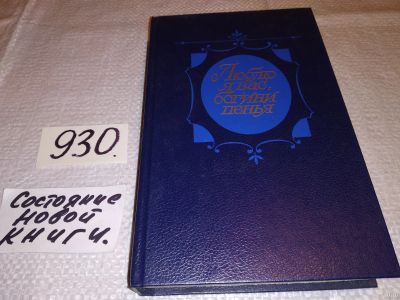 Люблю
я вас,
богини
пенья
930.
Состояние
новой
книги.